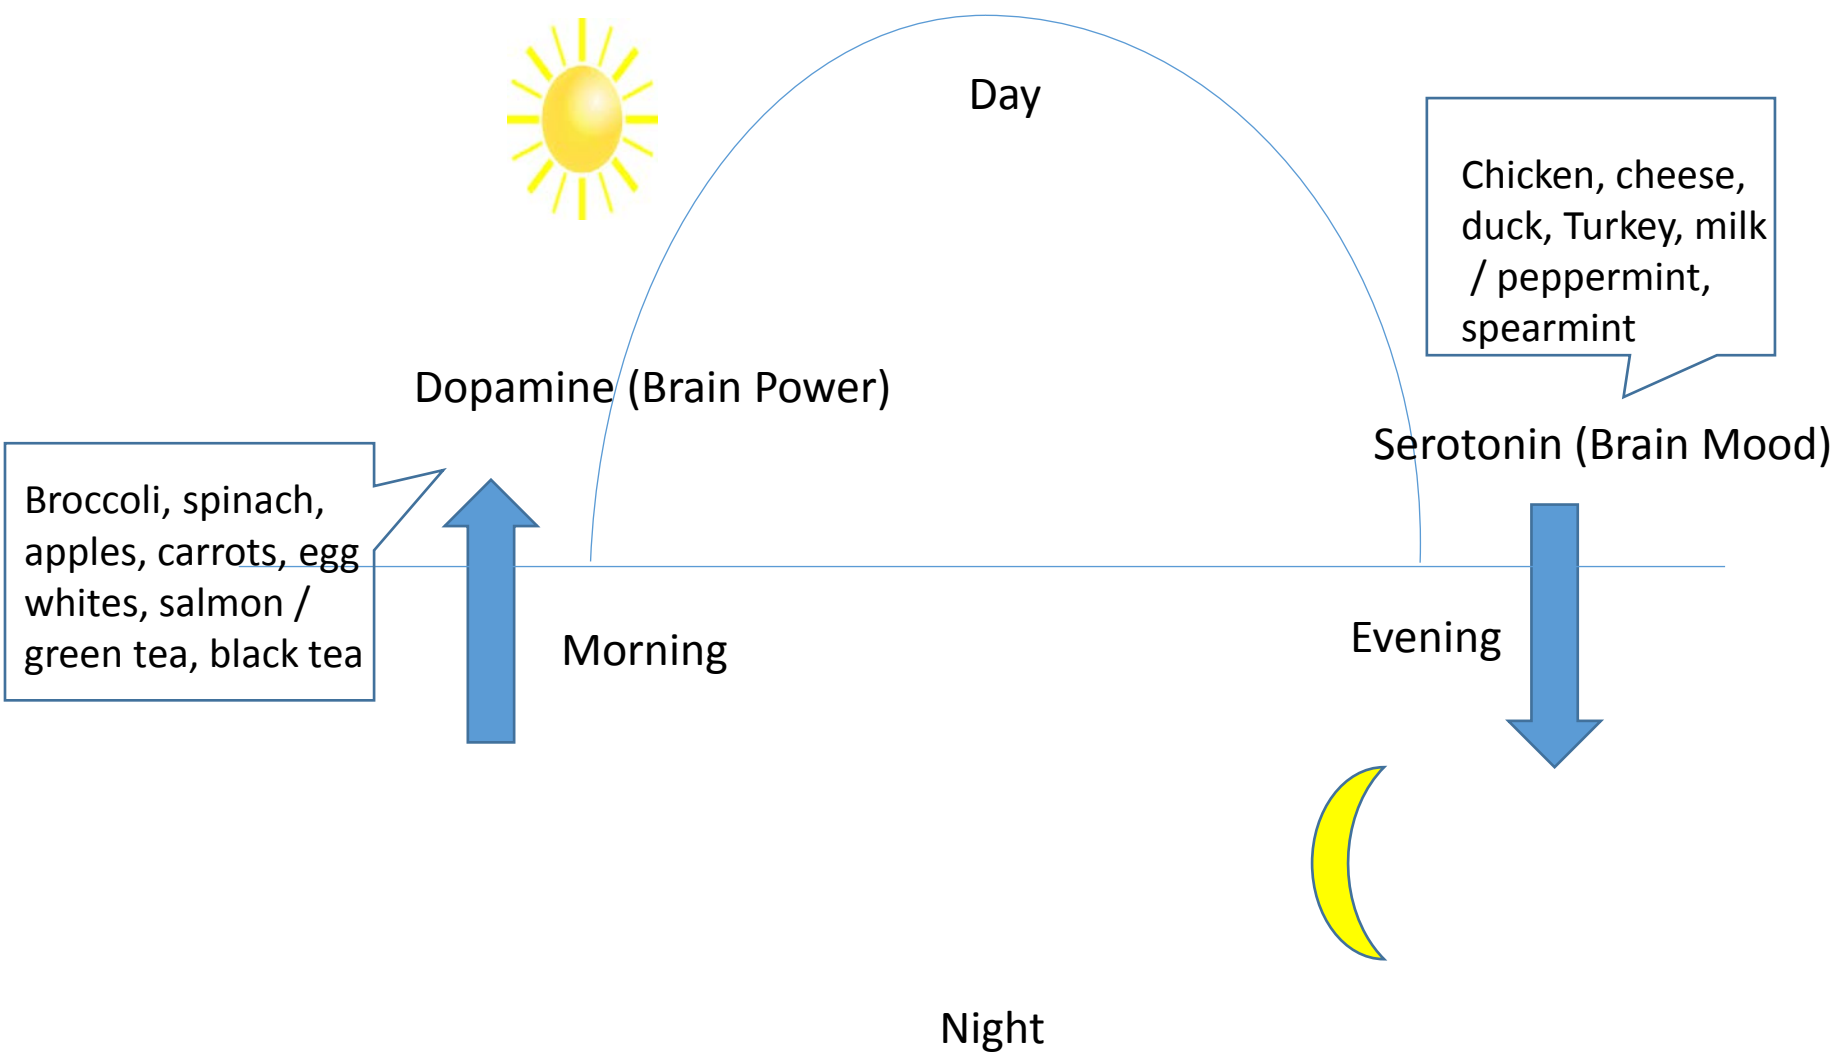 Day
Chicken, cheese,
duck, Turkey, milk
/ peppermint,
spearmint
Dopamine (Brain Power)
Serotonin (Brain Mood)
Broccoli, spinach,
apples, carrots, egg
whites, salmon /
green tea, black tea
Morning
Evening
Night